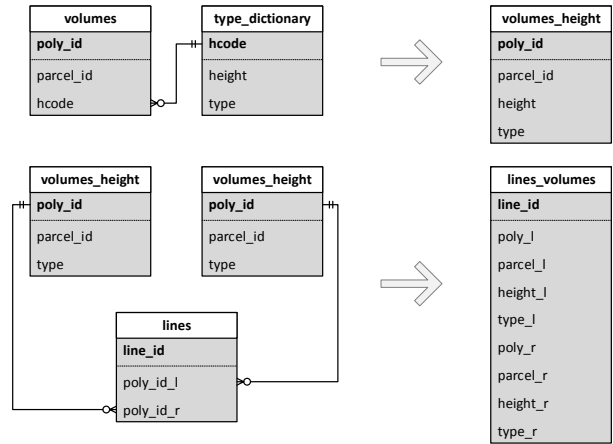 volumes
poly_id
parcel_id
hcode
type_dictionary
hcode
height
type
volumes_height
poly_id
parcel_id
height
type
volumes_height
poly_id
parcel_id
type
volumes_height
poly_id
parcel_id
type
lines
line_id
poly_id_l
poly_id_r
lines_volumes
line_id
poly_l
parcel_l
height_l
type_l
poly_r
parcel_r
height_r
type_r